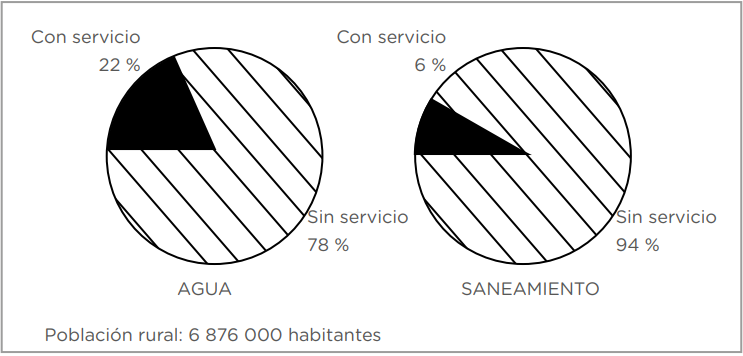 Con servicio
22 %
Con servicio
6 %
Sin servicio
78 %
Sin servicio
94 %
AGUA
SANEAMIENTO
Población rural: 6 876 000 habitantes